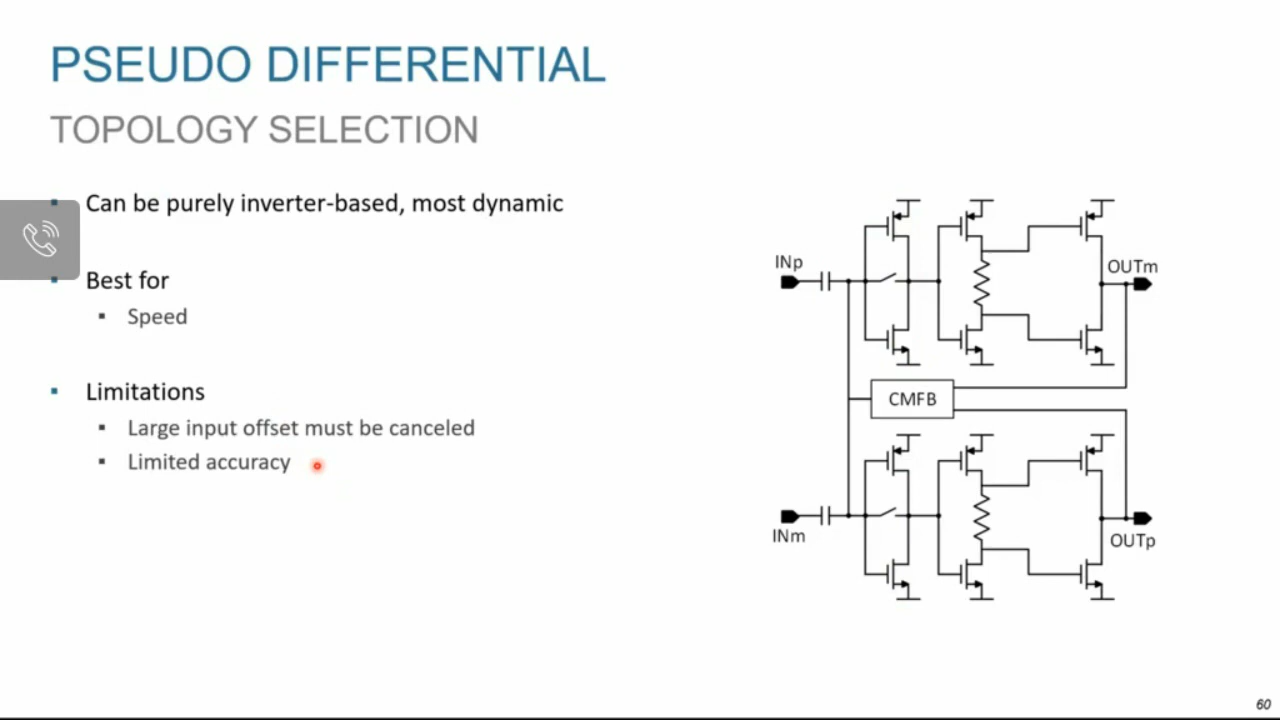 PSEUDO DIFFERENTIAL
TOPOLOGY SELECTION
Can be purely inverter-based, most dynamic
Best for
Speed
Limitations
Large input offset must be canceled
Limited accuracy
INp
OUTm
CMFB
INm
OUTp
60